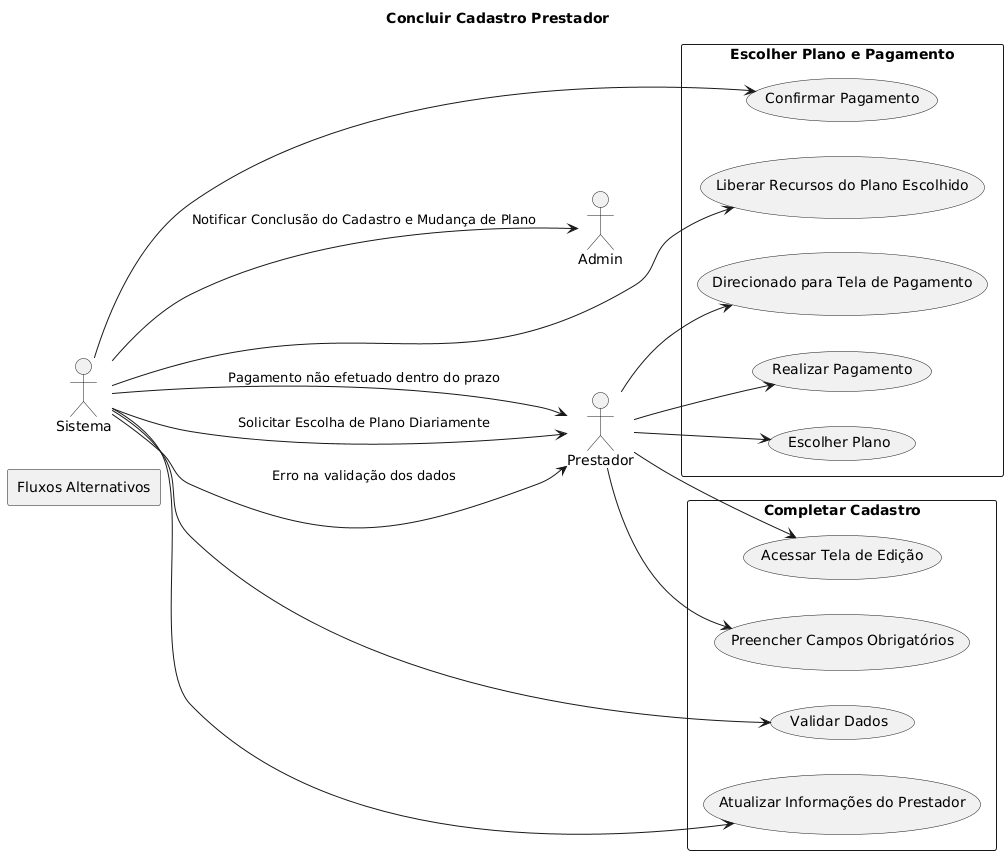 Concluir Cadastro Prestador
Escolher Plano e Pagamento
Confirmar Pagamento
Liberar Recursos do Plano Escolhido
Notificar Conclusão do Cadastro e Mudança de Plano
Admin
Direcionado para Tela de Pagamento
Realizar Pagamento
Pagamento não efetuado dentro do prazo
Sistema
Solicitar Escolha de Plano Diariamente
Escolher Plano
Prestador
Erro na validação dos dados
Fluxos Alternativos
Completar Cadastro
Acessar Tela de Edição
Preencher Campos Obrigatórios
Validar Dados
Atualizar Informações do Prestador